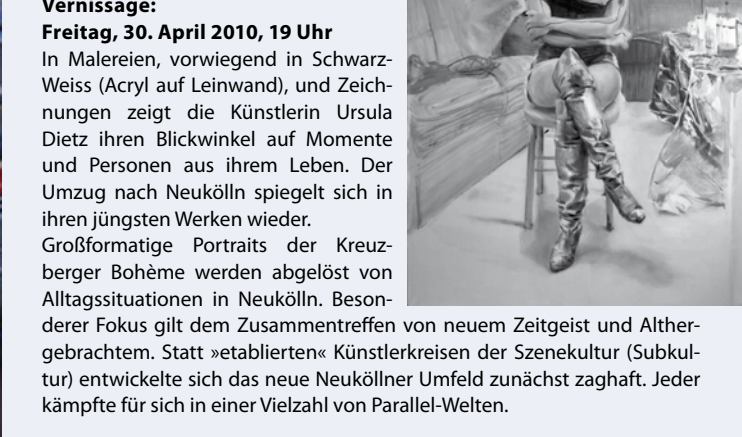 Vernissage:
Freitag, 30. April 2010, 19 Uhr
In Malereien, vorwiegend in Schwarz-
Weiss (Acryl auf Leinwand), und Zeich-
nungen zeigt die Künstlerin Ursula
Dietz ihren Blickwinkel auf Momente
und Personen aus ihrem Leben. Der
Umzug nach Neukölln spiegelt sich in
ihren jüngsten Werken wieder.
Großformatige Portraits der Kreuz-
berger Bohème werden abgelöst von
Alltagssituationen in Neukölln. Beson-
derer Fokus gilt dem Zusammentreffen von neuem Zeitgeist und Alther-
gebrachtem. Statt »etablierten« Künstlerkreisen der Szenekultur (Subkul-
tur) entwickelte sich das neue Neuköllner Umfeld zunächst zaghaft. Jeder
kämpfte für sich in einer Vielzahl von Parallel-Welten.